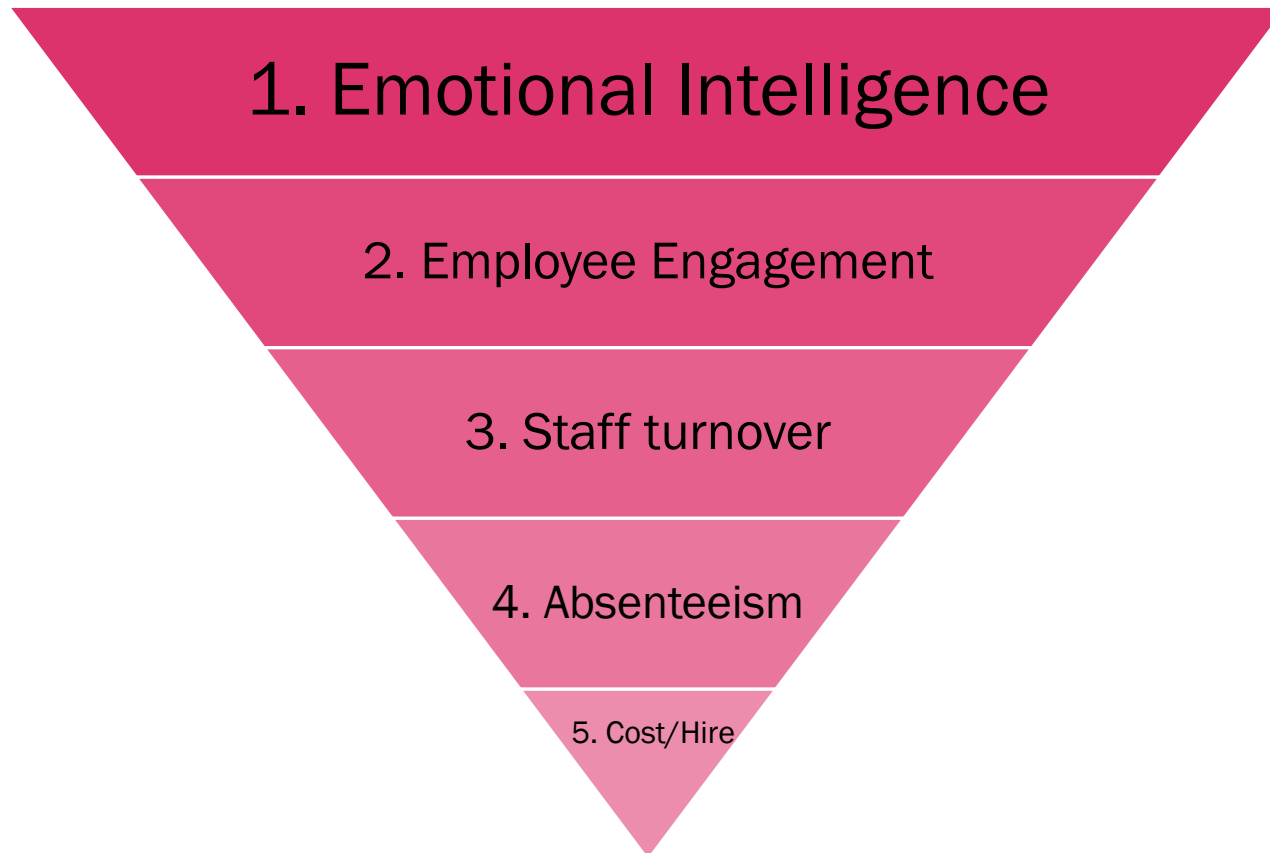 1. Emotional Intelligence
2. Employee Engagement
3. Staff turnover
4. Absenteeism
5. Cost/Hire